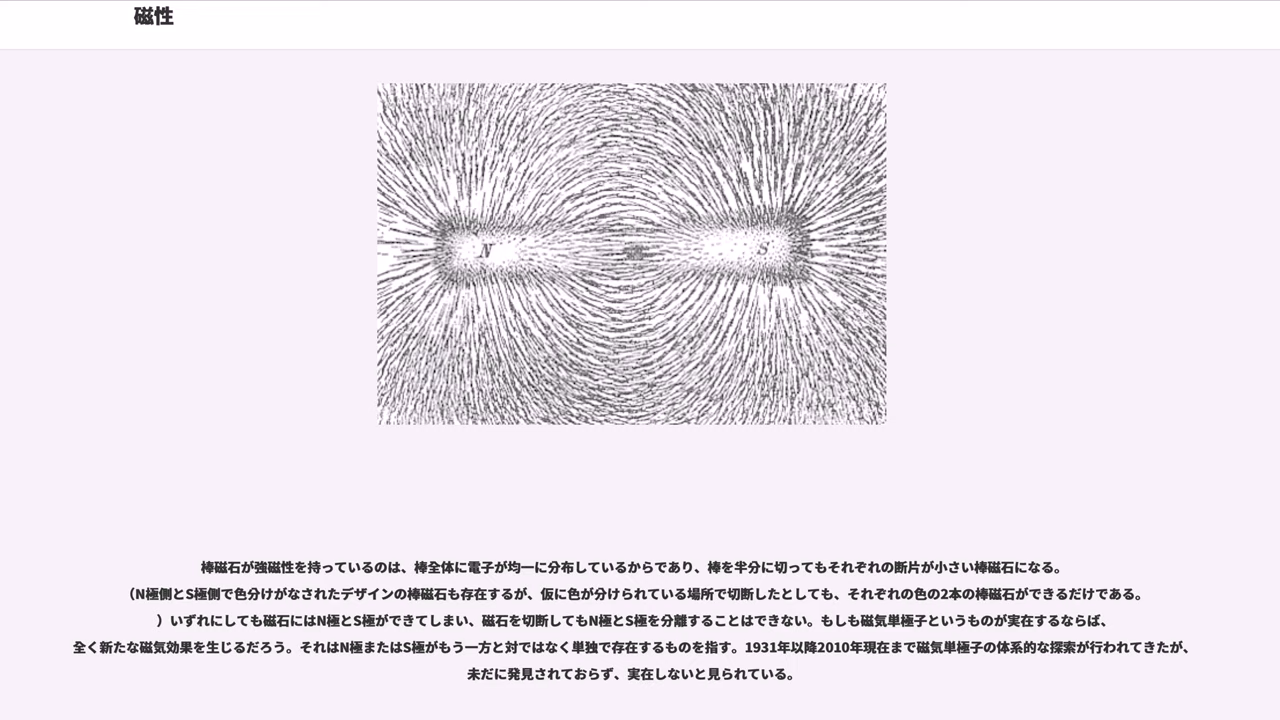 磁性
N
S
棒磁石が強磁性を持っているのは、棒全体に電子が均一に分布しているからであり、棒を半分に切ってもそれぞれの断片が小さい棒磁石になる。
（N極側とS極側で色分けがなされたデザインの棒磁石も存在するが、仮に色が分けられている場所で切断したとしても、それぞれの色の2本の棒磁石ができるだけである。
）いずれにしても磁石にはN極とS極ができてしまい、磁石を切断してもN極とS極を分離することはできない。もしも磁気単極子というものが実在するならば、
全く新たな磁気効果を生じるだろう。それはN極またはS極がもう一方と対ではなく単独で存在するものを指す。1931年以降2010年現在まで磁気単極子の体系的な探索が行われてきたが、
未だに発見されておらず、実在しないと見られている。